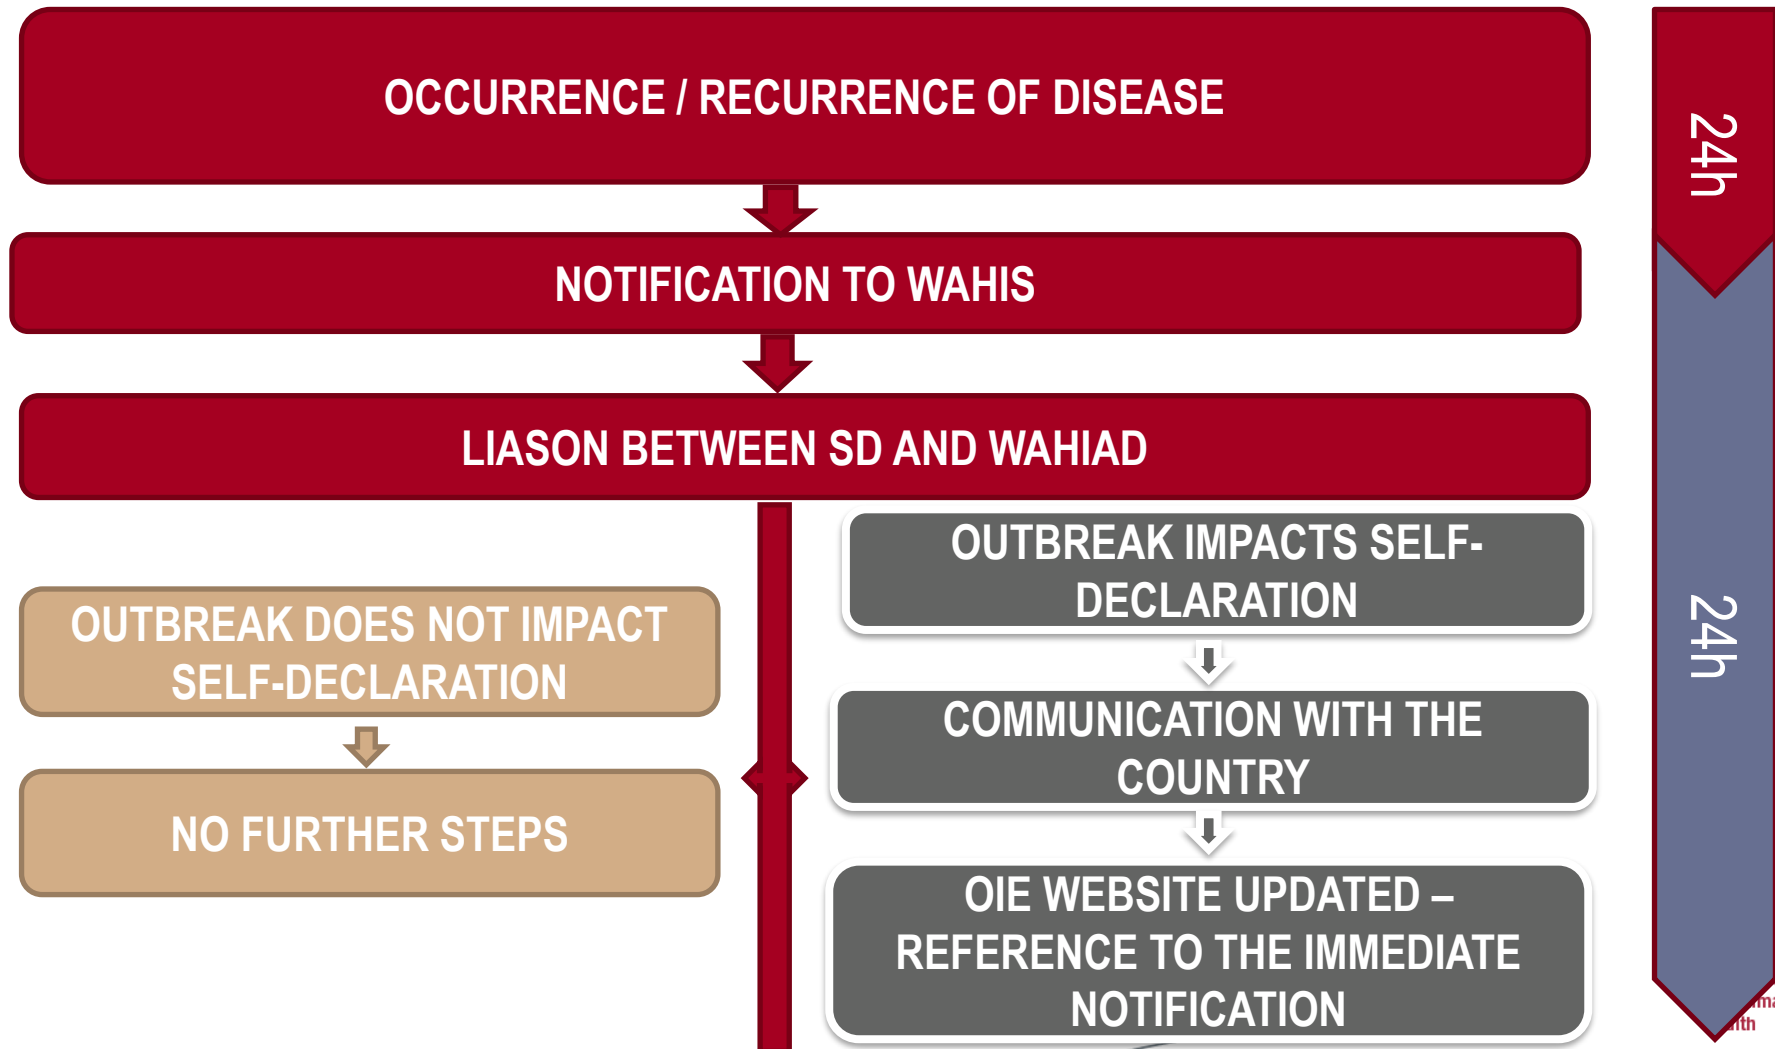 OCCURRENCE / RECURRENCE OF DISEASE
24h
NOTIFICATION TO WAHIS
LIASON BETWEEN SD AND WAHIAD
OUTBREAK IMPACTS SELF-
DECLARATION
OUTBREAK DOES NOT IMPACT
SELF-DECLARATION
24h
COMMUNICATION WITH THE
COUNTRY
NO FURTHER STEPS
OIE WEBSITE UPDATED –
REFERENCE TO THE IMMEDIATE
NOTIFICATION